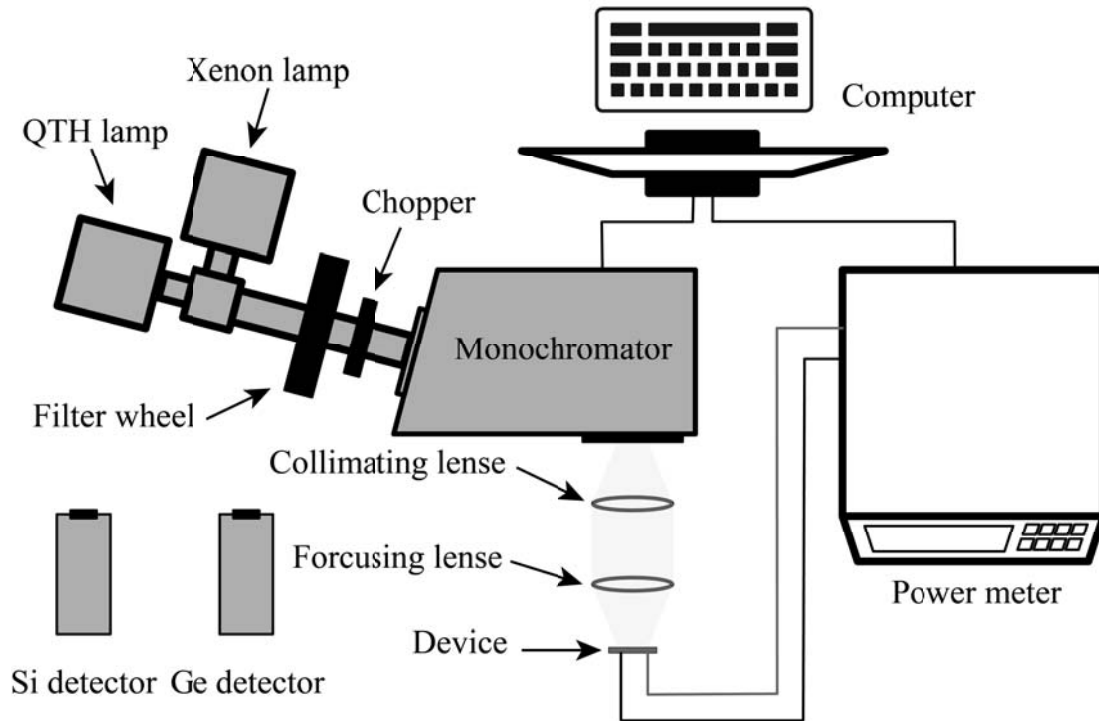 Xenon lamp
QTH lamp
Computer
Chopper
Monochromator
Filter wheel
Collimating lense
Forcusing lense
Power meter
Device
Si detector
Ge detector